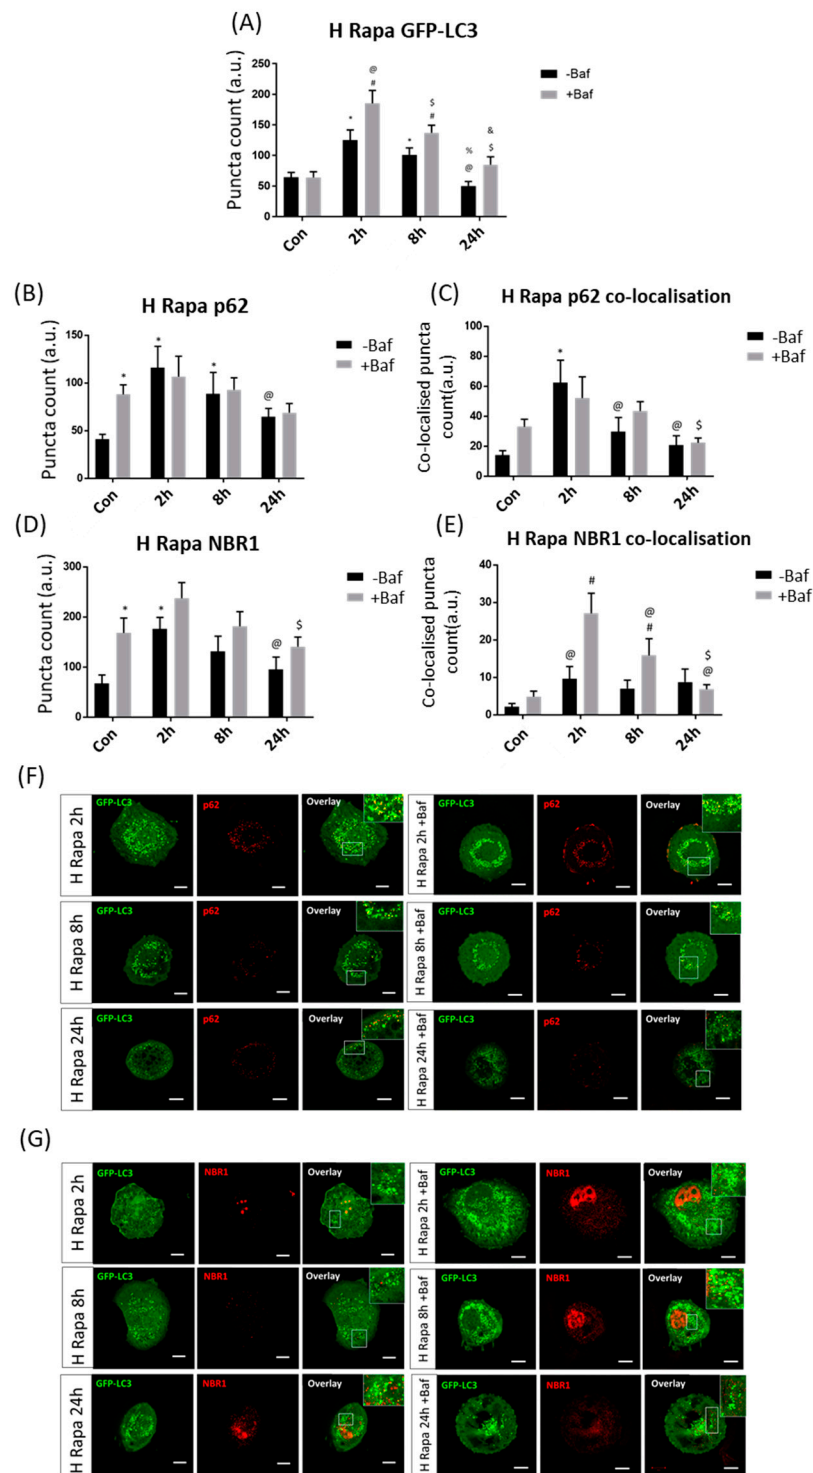 (A)
H Rapa GFP-LC3
Puncta count (a.u.)
250
200
150
100
50
0
* @ #
* $ #
% @ & $
-Baf
+Baf
Con 2h 8h 24h
(B)
H Rapa p62
Puncta count (a.u.)
150
100
50
0
* * * @
-Baf
+Baf
Con 2h 8h 24h
(C)
H Rapa p62 co-localisation
Co-localised puncta
count(a.u.)
100
80
60
40
20
0
* @ @ $
-Baf
+Baf
Con 2h 8h 24h
(D)
H Rapa NBR1
Puncta count (a.u.)
300
200
100
0
* * @ $
-Baf
+Baf
Con 2h 8h 24h
(E)
H Rapa NBR1 co-localisation
Co-localised puncta
count(a.u.)
40
30
20
10
0
@ # @ # $ @
-Baf
+Baf
Con 2h 8h 24h
(F)
H Rapa 2h GFP-LC3 p62 Overlay H Rapa 2h +Baf GFP-LC3 p62 Overlay
H Rapa 8h GFP-LC3 p62 Overlay H Rapa 8h +Baf GFP-LC3 p62 Overlay
H Rapa 24h GFP-LC3 p62 Overlay H Rapa 24h +Baf GFP-LC3 p62 Overlay
(G)
H Rapa 2h GFP-LC3 NBR1 Overlay H Rapa 2h +Baf GFP-LC3 NBR1 Overlay
H Rapa 8h GFP-LC3 NBR1 Overlay H Rapa 8h +Baf GFP-LC3 NBR1 Overlay
H Rapa 24h GFP-LC3 NBR1 Overlay H Rapa 24h +Baf GFP-LC3 NBR1 Overlay